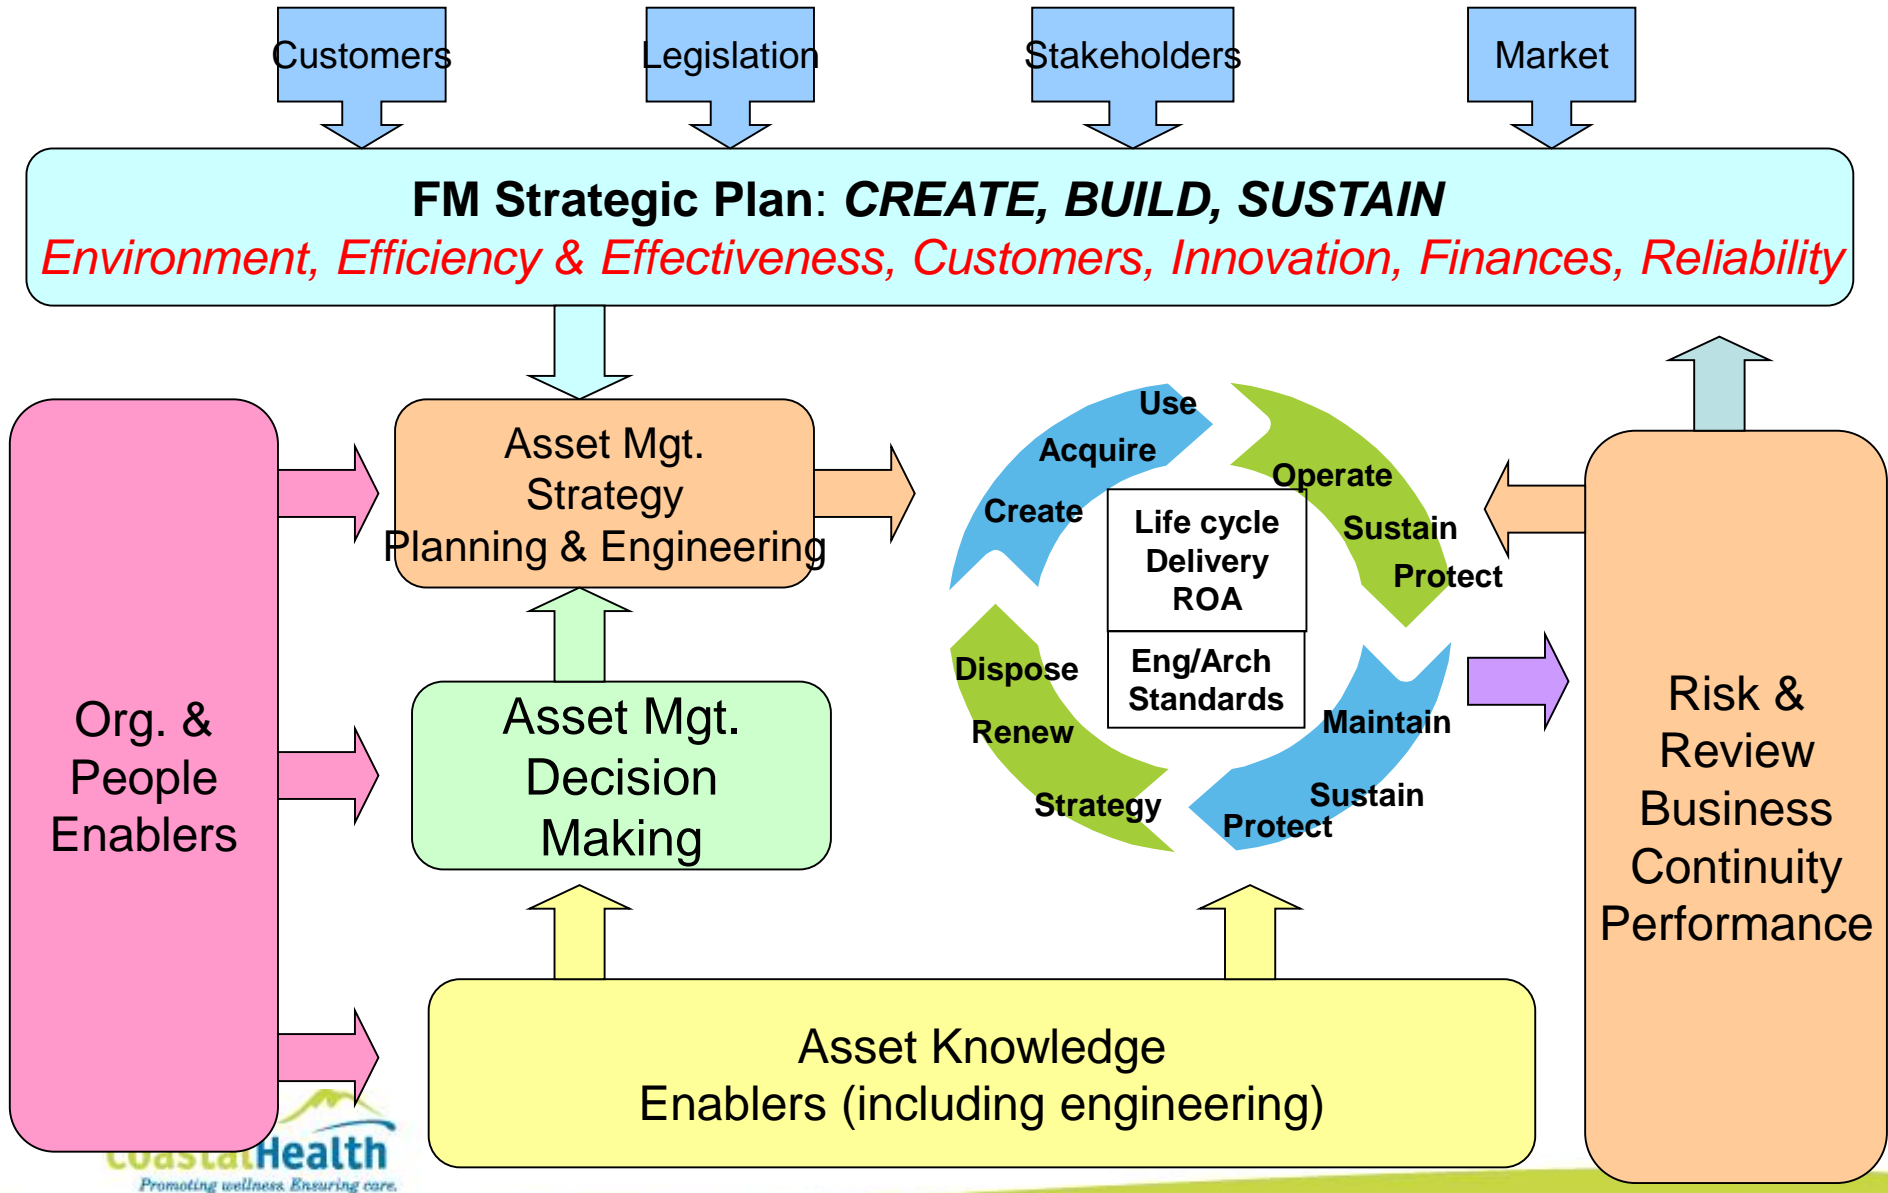 Customers
Legislation
Stakeholders
Market
FM Strategic Plan: CREATE, BUILD, SUSTAIN
Environment, Efficiency & Effectiveness, Customers, Innovation, Finances, Reliability
Org. &
People
Enablers
Asset Mgt.
Strategy
Planning & Engineering
Asset Mgt.
Decision
Making
Use
Acquire
Create
Operate
Sustain
Protect
Life cycle
Delivery
ROA
Eng/Arch
Standards
Dispose
Renew
Strategy
Maintain
Sustain
Protect
Risk &
Review
Business
Continuity
Performance
Asset Knowledge
Enablers (including engineering)
CoastalHealth
Promoting wellness. Ensuring care.